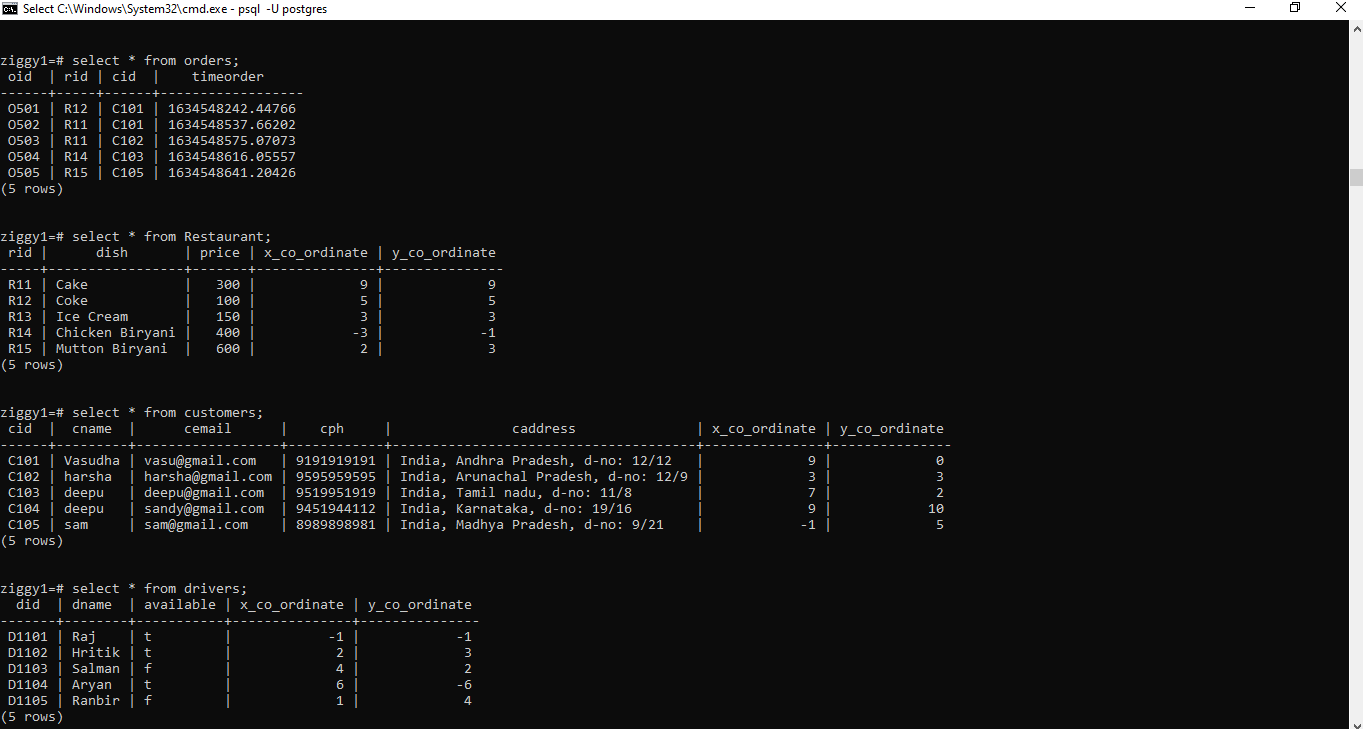 Select C:\Windows\System32\cmd.exe - psql  -U postgres
ziggy1=# select * from orders;
 oid  | rid | cid  |    timeorder
------+-----+------+------------------
 O501 | R12 | C101 | 1634548242.44766
 O502 | R11 | C101 | 1634548537.66202
 O503 | R11 | C102 | 1634548575.07073
 O504 | R14 | C103 | 1634548616.05557
 O505 | R15 | C105 | 1634548641.20426
(5 rows)
ziggy1=# select * from Restaurant;
 rid |      dish       | price | x_co_ordinate | y_co_ordinate
-----+-----------------+-------+---------------+---------------
 R11 | Cake            |   300 |             9 |             9
 R12 | Coke            |   100 |             5 |             5
 R13 | Ice Cream       |   150 |             3 |             3
 R14 | Chicken Biryani |   400 |            -3 |            -1
 R15 | Mutton Biryani  |   600 |             2 |             3
(5 rows)
ziggy1=# select * from customers;
 cid  |  cname  |      cemail      |    cph     |               caddress               | x_co_ordinate | y_co_ordinate
------+---------+------------------+------------+--------------------------------------+---------------+---------------
 C101 | Vasudha | vasu@gmail.com   | 9191919191 | India, Andhra Pradesh, d-no: 12/12   |             9 |             0
 C102 | harsha  | harsha@gmail.com | 9595959595 | India, Arunachal Pradesh, d-no: 12/9 |             3 |             3
 C103 | deepu   | deepu@gmail.com  | 9519951919 | India, Tamil nadu, d-no: 11/8        |             7 |             2
 C104 | deepu   | sandy@gmail.com  | 9451944112 | India, Karnataka, d-no: 19/16        |             9 |            10
 C105 | sam     | sam@gmail.com    | 8989898981 | India, Madhya Pradesh, d-no: 9/21    |            -1 |             5
(5 rows)
ziggy1=# select * from drivers;
  did  | dname  | available | x_co_ordinate | y_co_ordinate
-------+--------+-----------+---------------+---------------
 D1101 | Raj    | t         |            -1 |            -1
 D1102 | Hritik | t         |             2 |             3
 D1103 | Salman | f         |             4 |             2
 D1104 | Aryan  | t         |             6 |            -6
 D1105 | Ranbir | f         |             1 |             4
(5 rows)